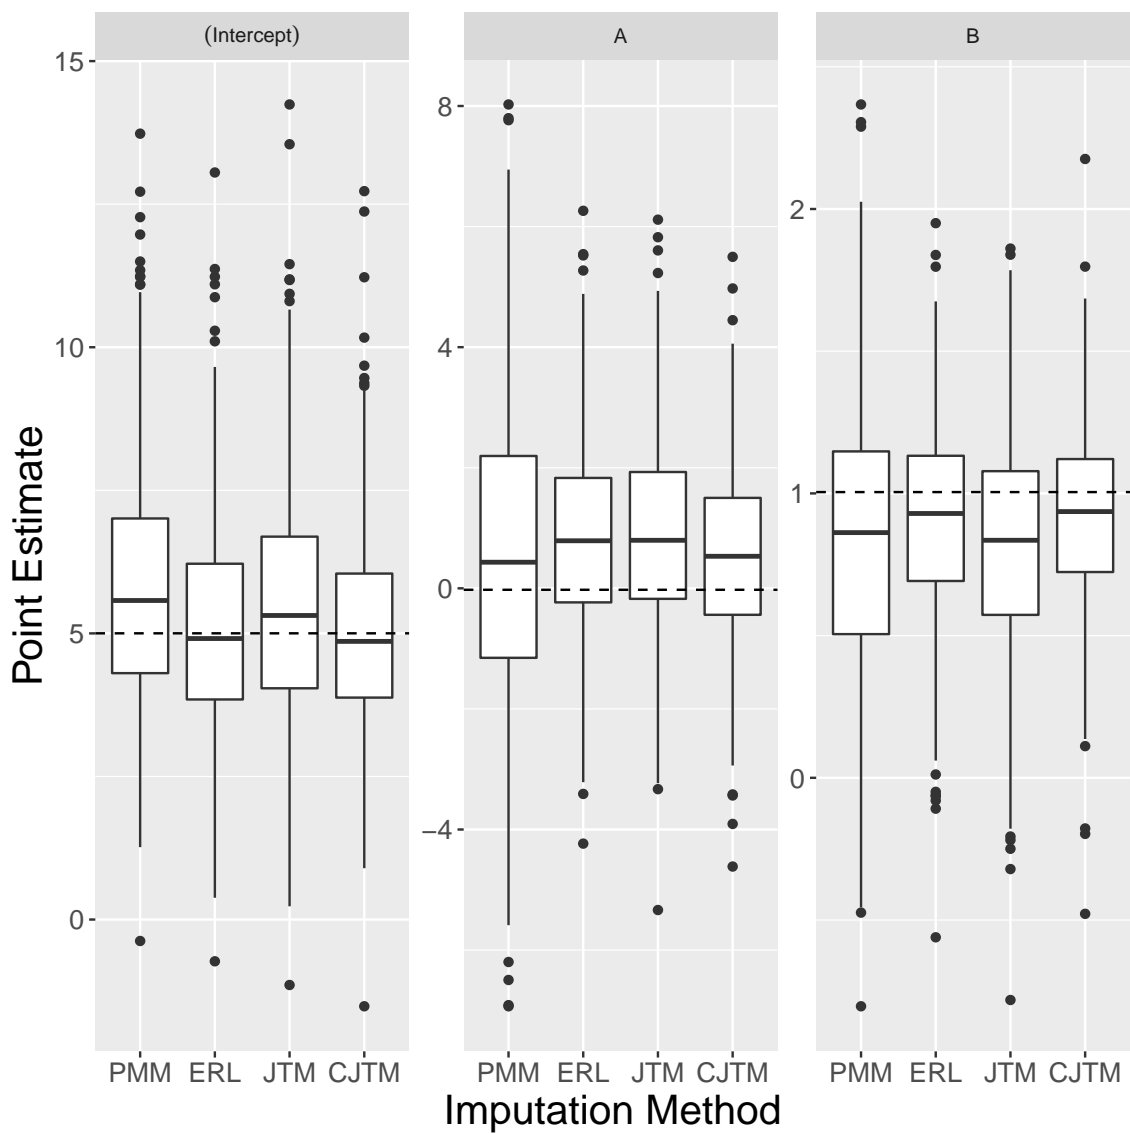 (Intercept)
A
B
15
10
5
0
8
4
0
−4
2
1
0
Point Estimate
PMM ERL JTM CJTM
PMM ERL JTM CJTM
PMM ERL JTM CJTM
Imputation Method